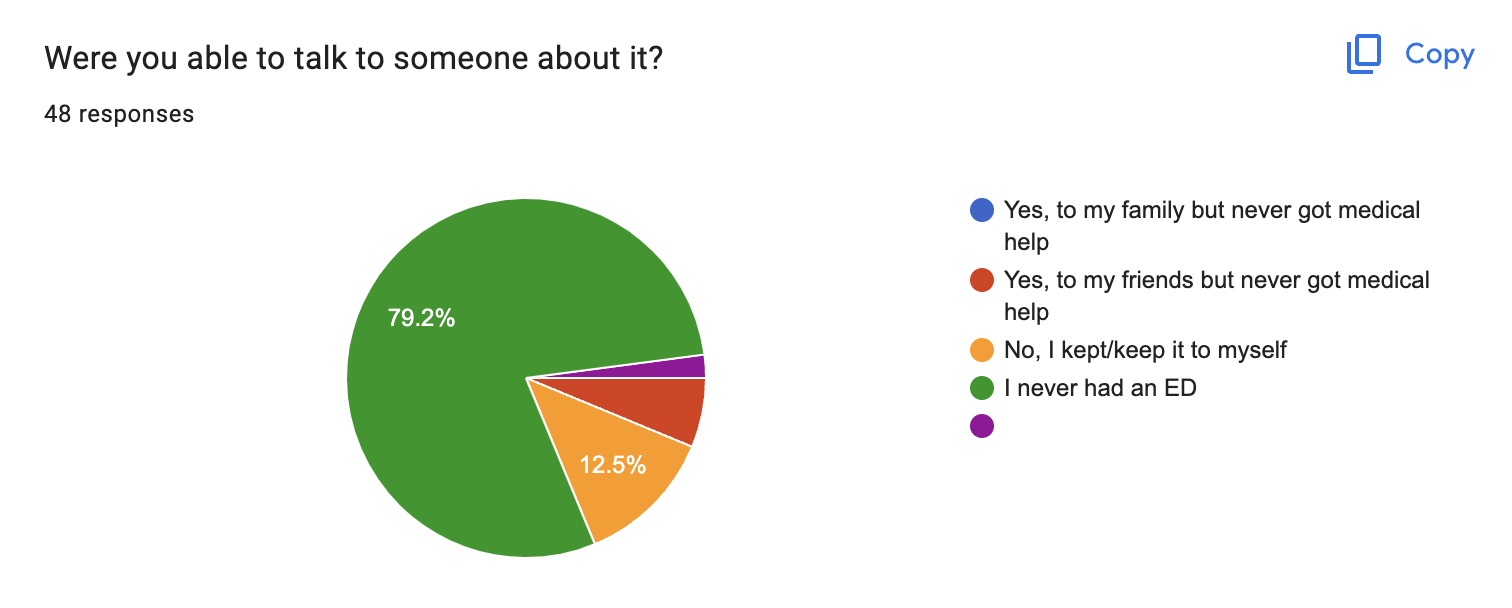 Were you able to talk to someone about it?
Copy
48 responses
79.2%
12.5%
Yes, to my family but never got medical
help
Yes, to my friends but never got medical
help
No, I kept/keep it to myself
I never had an ED